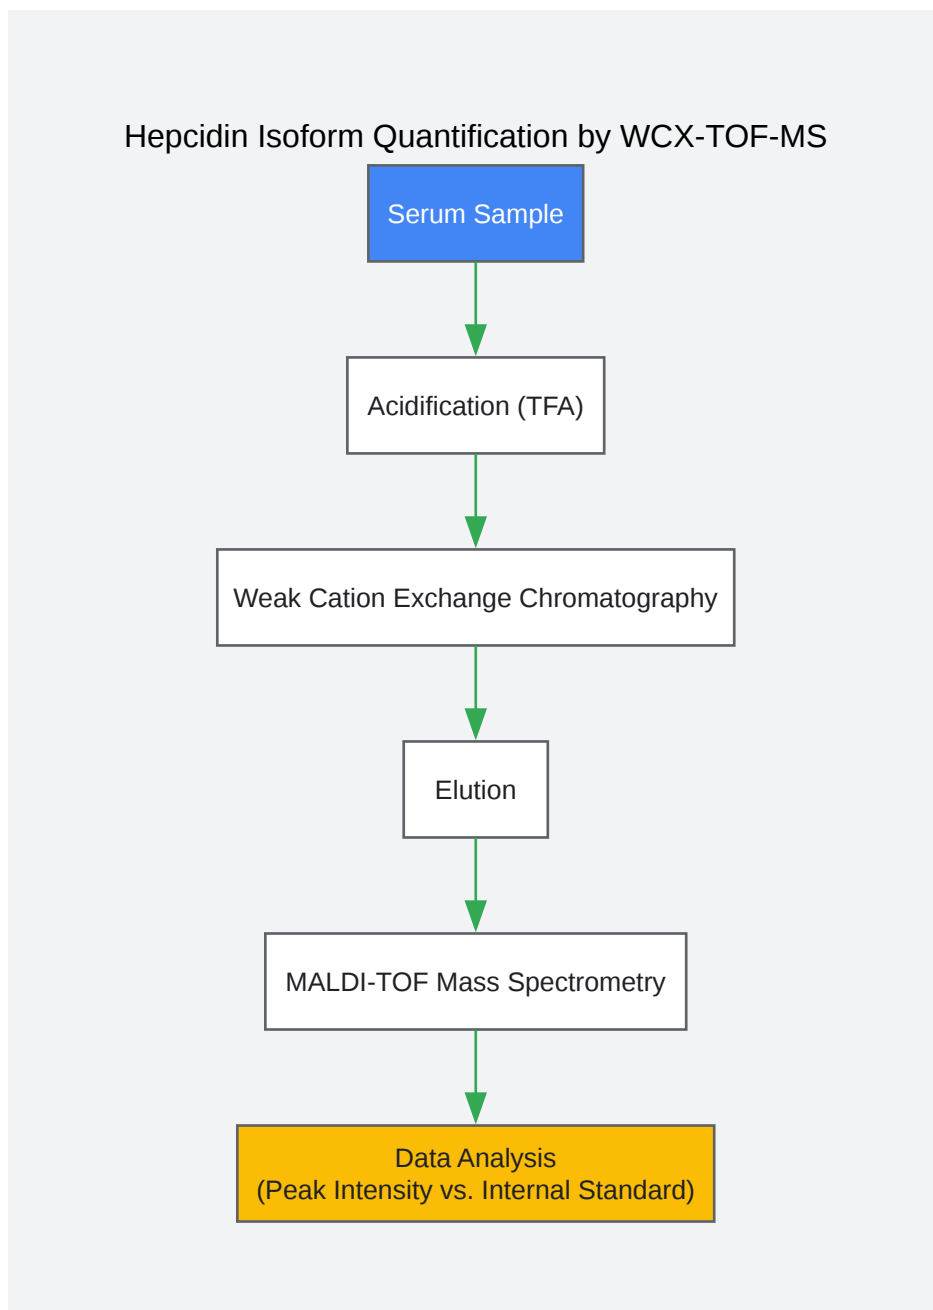 Hepcidin Isoform Quantification by WCX-TOF-MS
Serum Sample
Acidification (TFA)
Weak Cation Exchange Chromatography
Elution
MALDI-TOF Mass Spectrometry
Data Analysis
(Peak Intensity vs. Internal Standard)